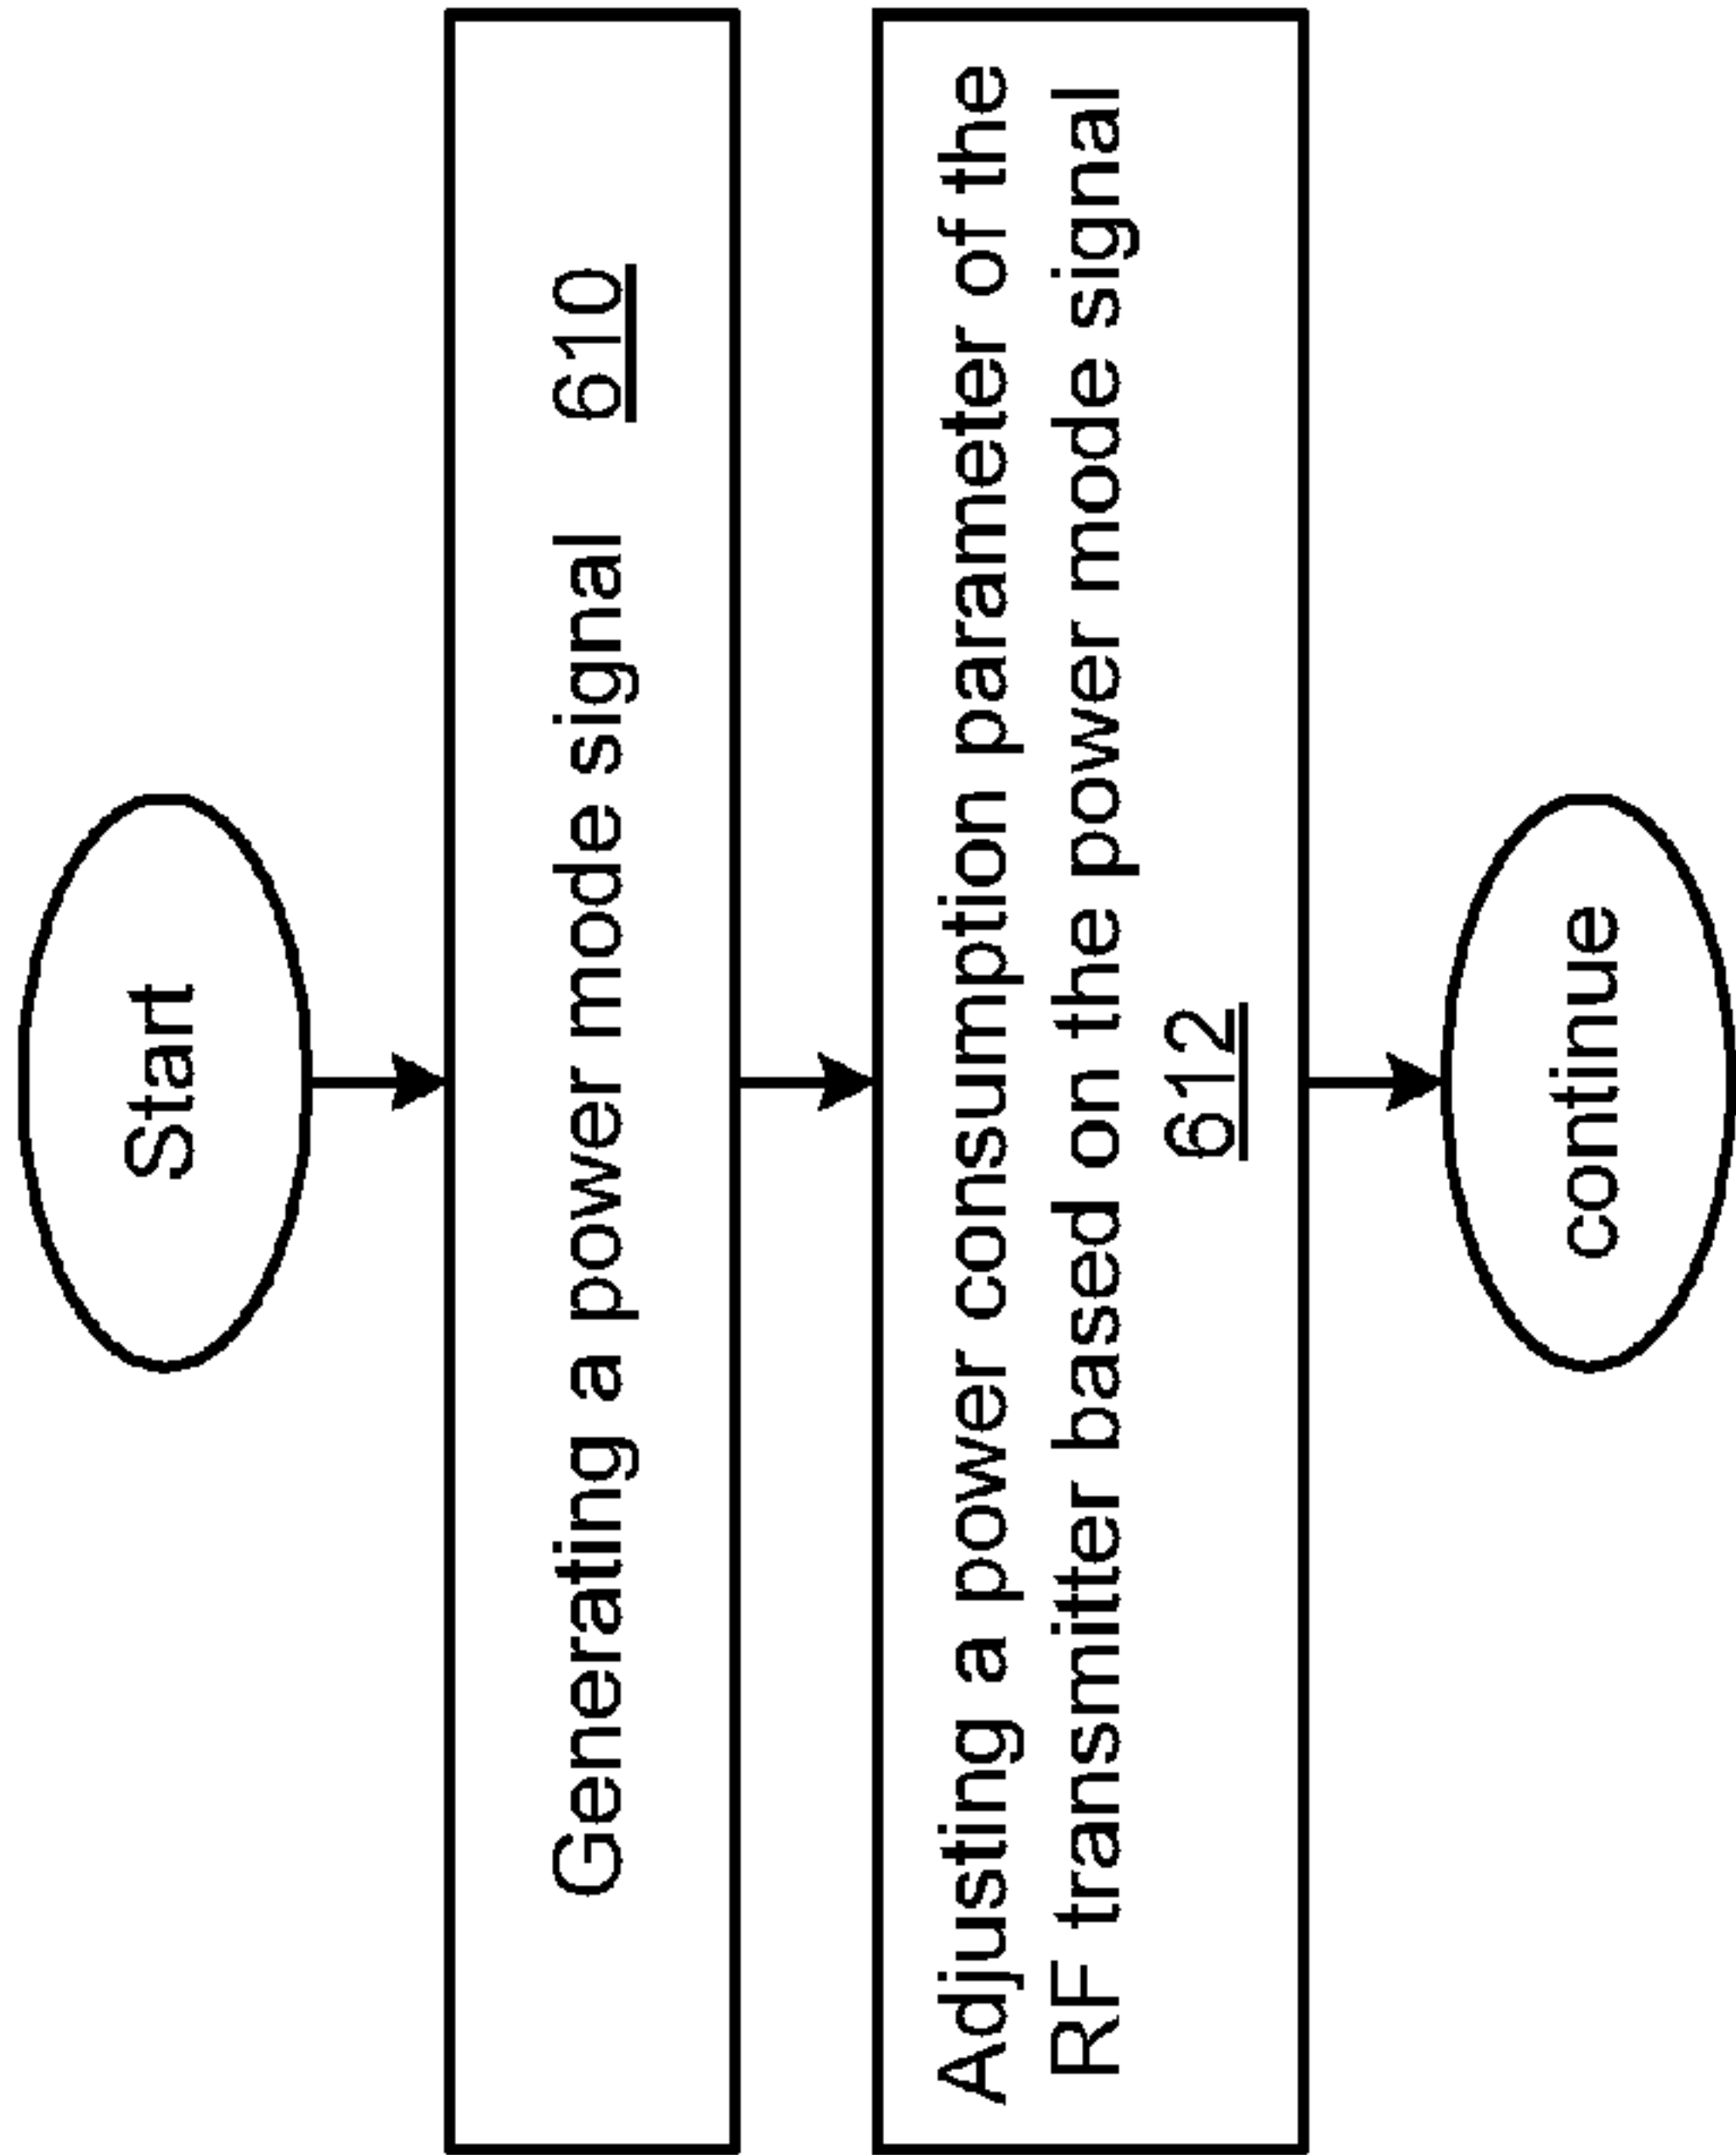 Start
Generating a power mode signal 610
Adjusting a power consumption parameter of the
RF transmitter based on the power mode signal
612
continue